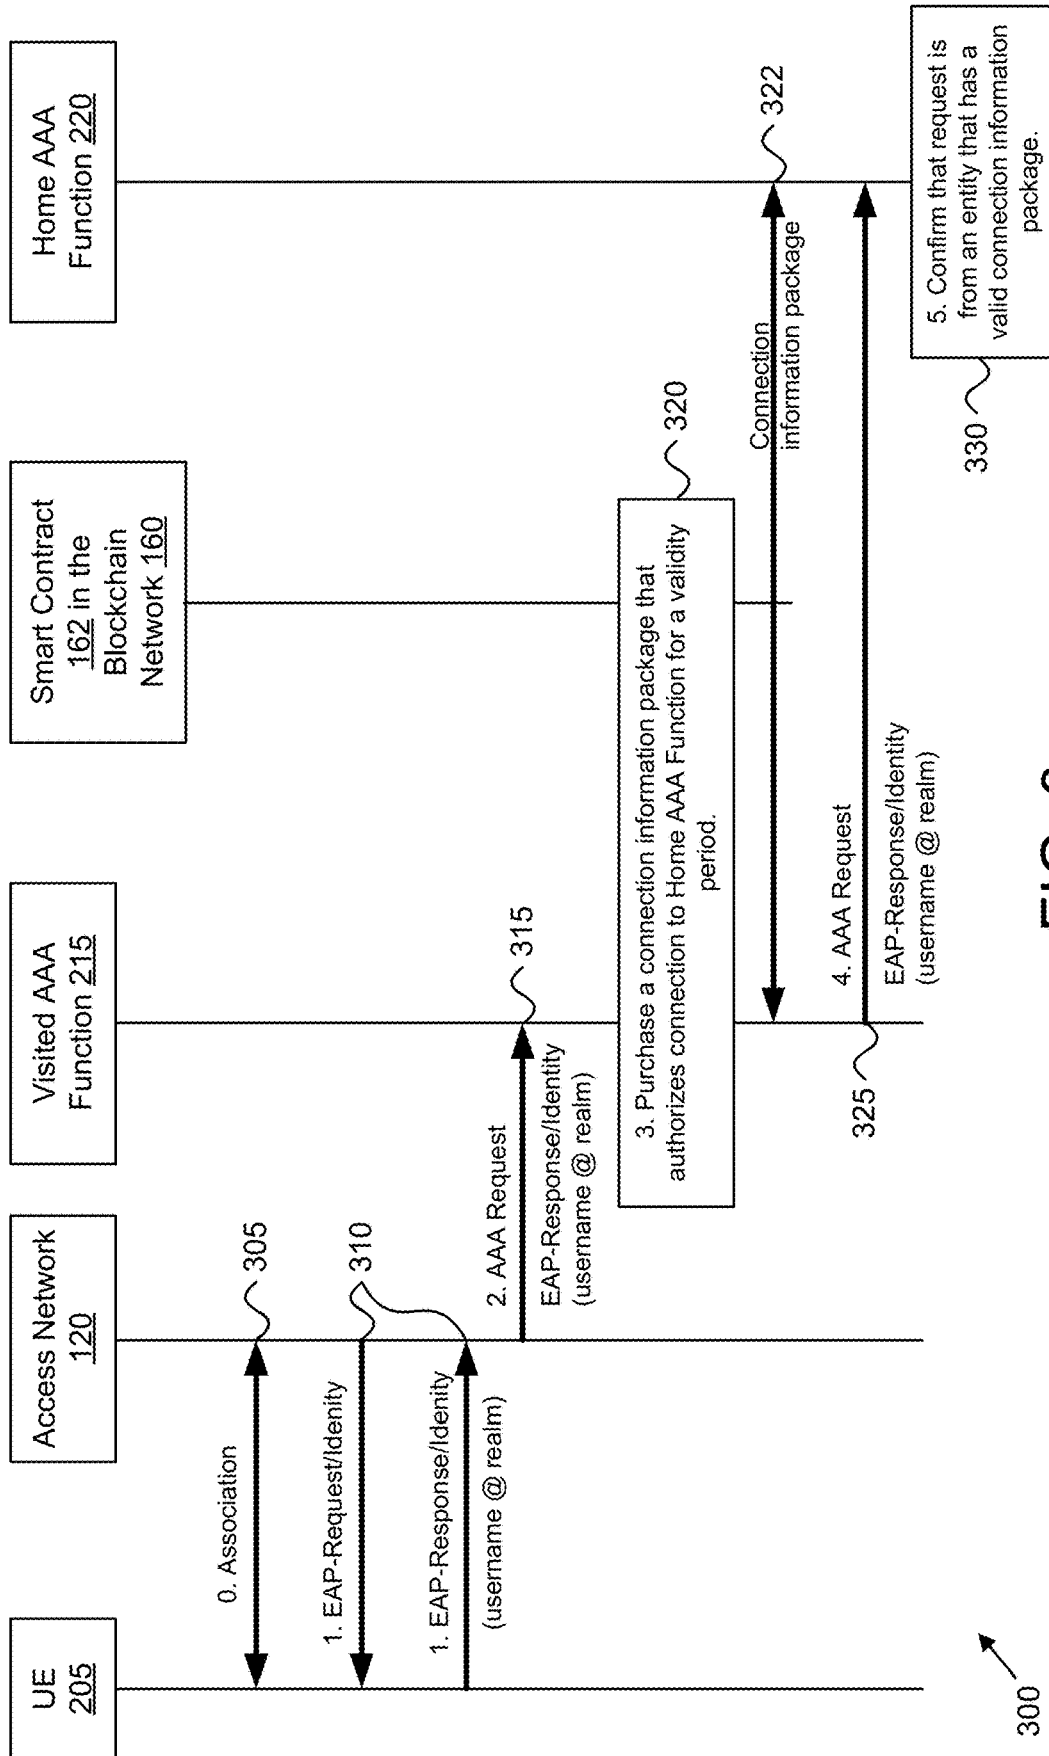 UE
205
Access Network
120
Visited AAA
Function 215
Smart Contract
162 in the
Blockchain
Network 160
Home AAA
Function 220
0. Association
305
1. EAP-Request/Idenity
310
1. EAP-Response/Idenity
(username @ realm)
2. AAA Request
315
EAP-Response/Identity
(username @ realm)
3. Purchase a connection information package that
authorizes connection to Home AAA Function for a validity
period.
320
Connection
information package
322
4. AAA Request
EAP-Response/Identity
(username @ realm)
325
5. Confirm that request is
from an entity that has a
valid connection information
package.
330
300
FIG.